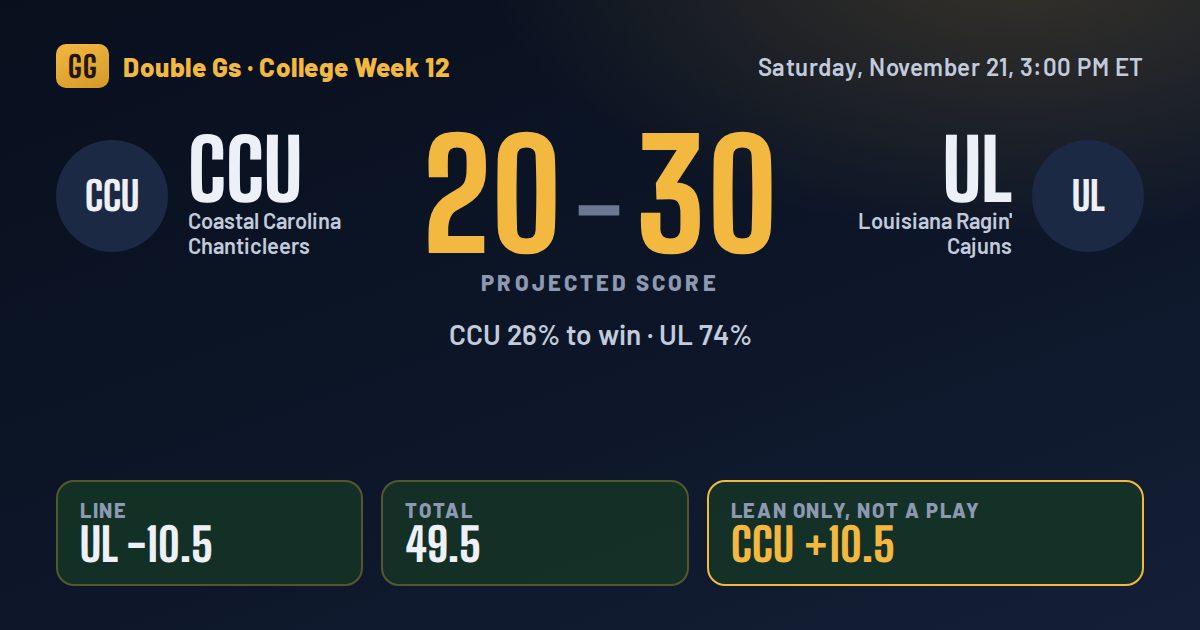 GG Double Gs · College Week 12
Saturday, November 21, 3:00 PM ET
CCU
CCU
Coastal Carolina
Chanticleers
20 – 30
PROJECTED SCORE
CCU 26% to win · UL 74%
UL
Louisiana Ragin'
Cajuns
UL
LINE
UL −10.5
TOTAL
49.5
LEAN ONLY, NOT A PLAY
CCU +10.5